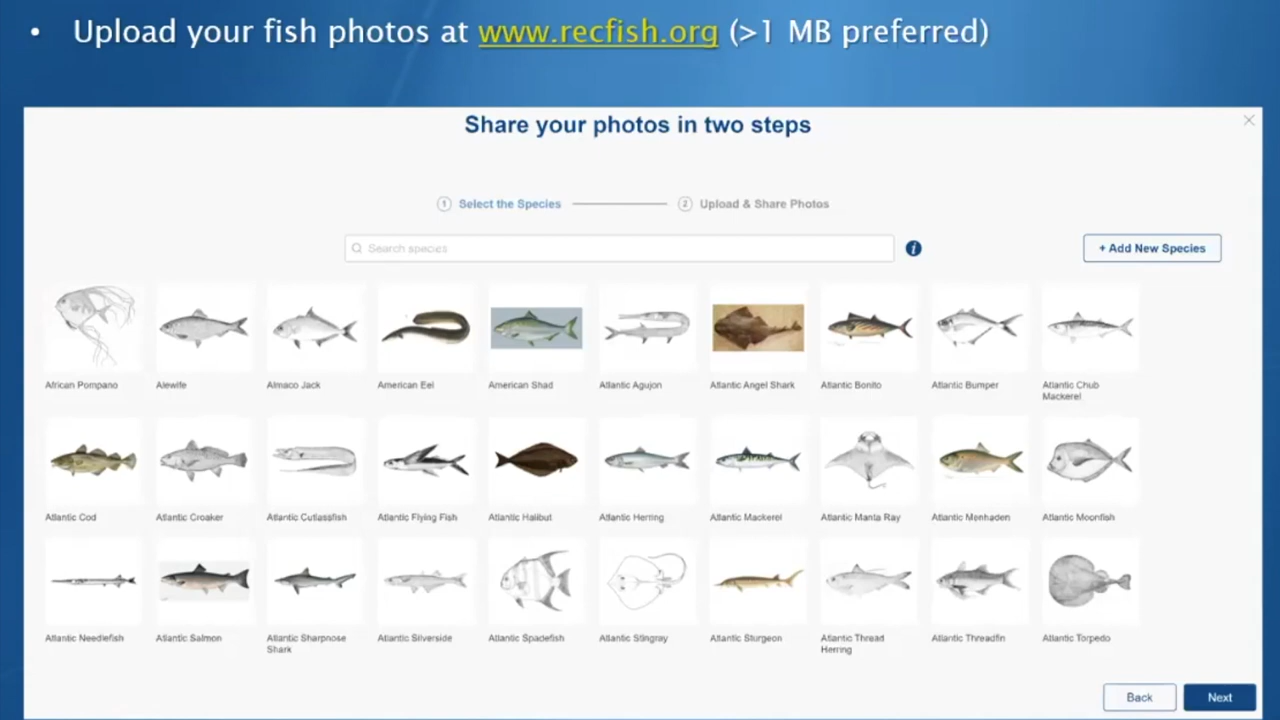 • Upload your fish photos at www.recfish.org (>1 MB preferred)
Share your photos in two steps
1 Select the Species
2 Upload & Share Photos
Search species
i
+ Add New Species
African Pompano
Alewife
Almaco Jack
American Eel
American Shad
Atlantic Agujon
Atlantic Angel Shark
Atlantic Bonito
Atlantic Bumper
Atlantic Chub
Mackerel
Atlantic Cod
Atlantic Croaker
Atlantic Cutlassfish
Atlantic Flying Fish
Atlantic Halibut
Atlantic Herring
Atlantic Mackerel
Atlantic Manta Ray
Atlantic Menhaden
Atlantic Moonfish
Atlantic Needlefish
Atlantic Salmon
Atlantic Sharpnose
Shark
Atlantic Silverside
Atlantic Spadefish
Atlantic Stingray
Atlantic Sturgeon
Atlantic Thread
Herring
Atlantic Threadfin
Atlantic Torpedo
Back
Next